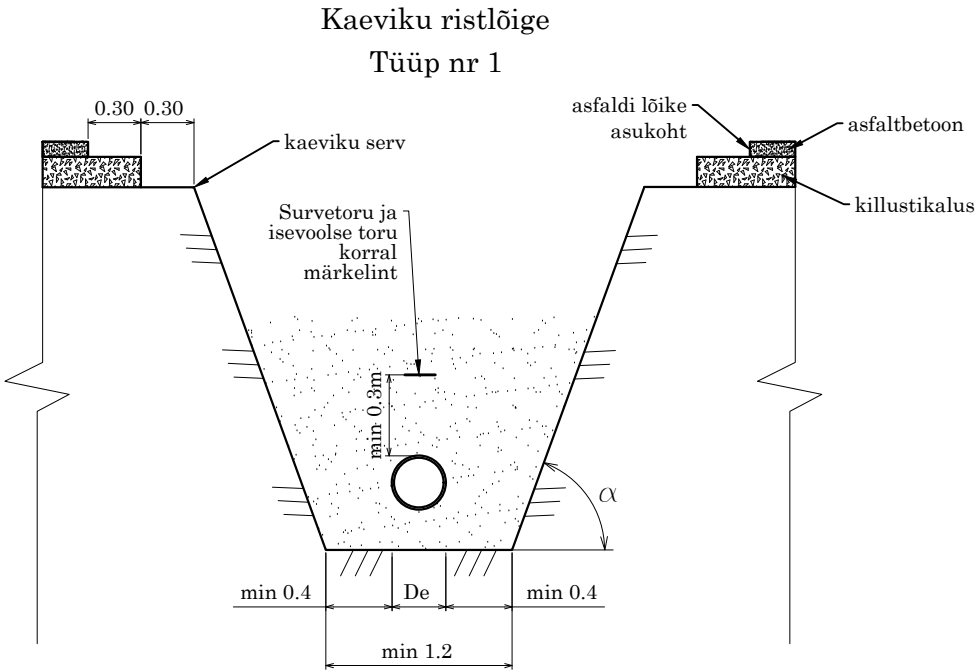 Kaeviku ristlõige
Tüüp nr 1
0.30 0.30
kaeviku serv
asfaldi lõike
asukoht
asfaltbetoon
killustikalus
Survetoru ja
isevoolse toru
korral
märkelint
min 0.3m
α
min 0.4 De min 0.4
min 1.2